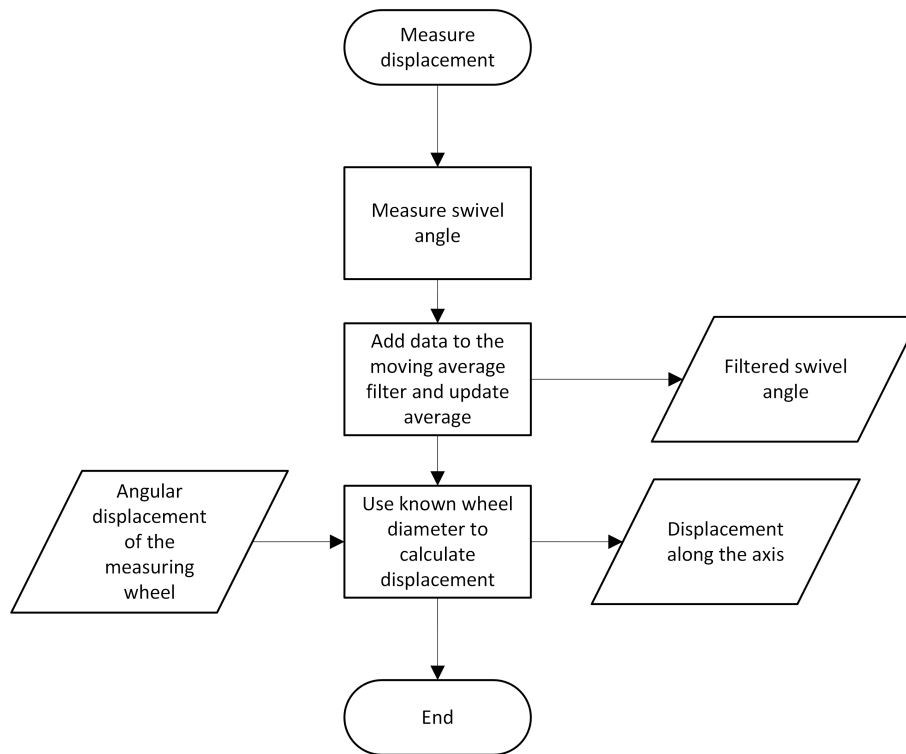 Measure
displacement
Measure swivel
angle
Add data to the
moving average
filter and update
average
Filtered swivel
angle
Angular
displacement
of the
measuring
wheel
Use known wheel
diameter to
calculate
displacement
Displacement
along the axis
End